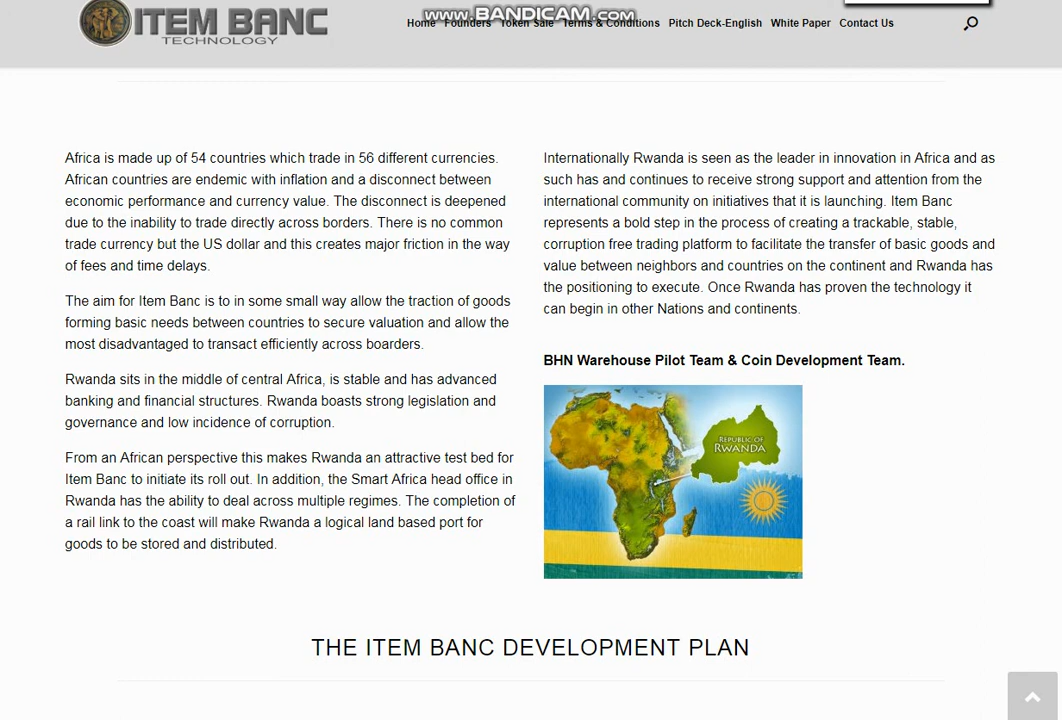 ITEM BANC
TECHNOLOGY
www.BANDICAM.com
Home Founders Token Sale Terms & Conditions Pitch Deck-English White Paper Contact Us
Africa is made up of 54 countries which trade in 56 different currencies.
African countries are endemic with inflation and a disconnect between
economic performance and currency value. The disconnect is deepened
due to the inability to trade directly across borders. There is no common
trade currency but the US dollar and this creates major friction in the way
of fees and time delays.
The aim for Item Banc is to in some small way allow the traction of goods
forming basic needs between countries to secure valuation and allow the
most disadvantaged to transact efficiently across boarders.
Rwanda sits in the middle of central Africa, is stable and has advanced
banking and financial structures. Rwanda boasts strong legislation and
governance and low incidence of corruption.
From an African perspective this makes Rwanda an attractive test bed for
Item Banc to initiate its roll out. In addition, the Smart Africa head office in
Rwanda has the ability to deal across multiple regimes. The completion of
a rail link to the coast will make Rwanda a logical land based port for
goods to be stored and distributed.
Internationally Rwanda is seen as the leader in innovation in Africa and as
such has and continues to receive strong support and attention from the
international community on initiatives that it is launching. Item Banc
represents a bold step in the process of creating a trackable, stable,
corruption free trading platform to facilitate the transfer of basic goods and
value between neighbors and countries on the continent and Rwanda has
the positioning to execute. Once Rwanda has proven the technology it
can begin in other Nations and continents.
BHN Warehouse Pilot Team & Coin Development Team.
REPUBLIC OF
RWANDA
THE ITEM BANC DEVELOPMENT PLAN